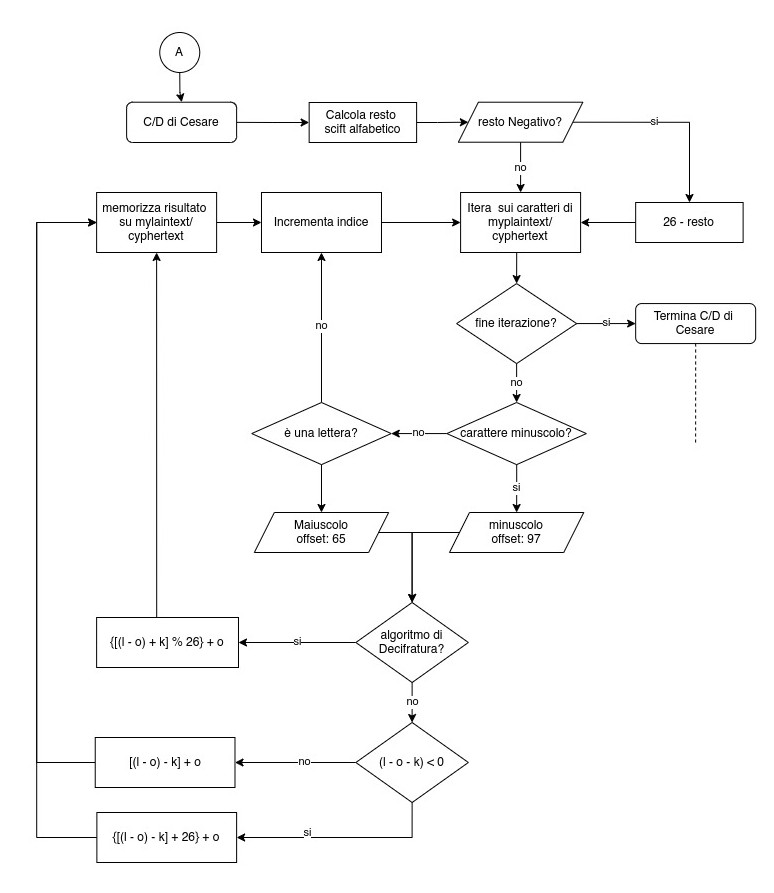 A
C/D di Cesare
Calcola resto
scift alfabetico
resto Negativo?
si
no
memorizza risultato
su mylaintext/
cyphertext
Incrementa indice
Itera sui caratteri di
myplaintext/
cyphertext
26 - resto
fine iterazione?
si
Termina C/D di
Cesare
no
no
è una lettera?
no
carattere minuscolo?
si
Maiuscolo
offset: 65
minuscolo
offset: 97
{[(l - o) + k] % 26} + o
si
algoritmo di
Decifratura?
no
[(l - o) - k] + o
no
(l - o - k) < 0
{[(l - o) - k] + 26} + o
si